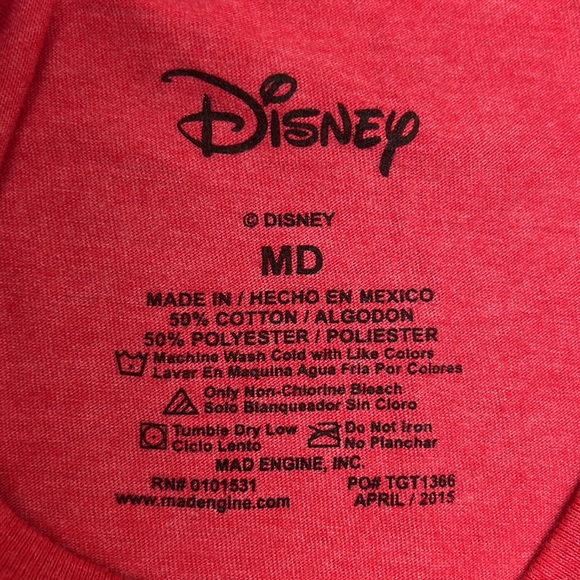 Disney
© DISNEY
MD
MADE IN / HECHO EN MEXICO
50% COTTON / ALGODON
50% POLYESTER / POLIESTER
Machine Wash Cold with Like Colors
Lavar En Maquina Agua Fria Por Colores
Only Non-Chlorine Bleach
Solo Blanqueador Sin Cloro
Tumble Dry Low Do Not Iron
Ciclo Lento No Planchar
MAD ENGINE, INC.
RN# 0101531 PO# TGT1366
www.madengine.com APRIL / 2015